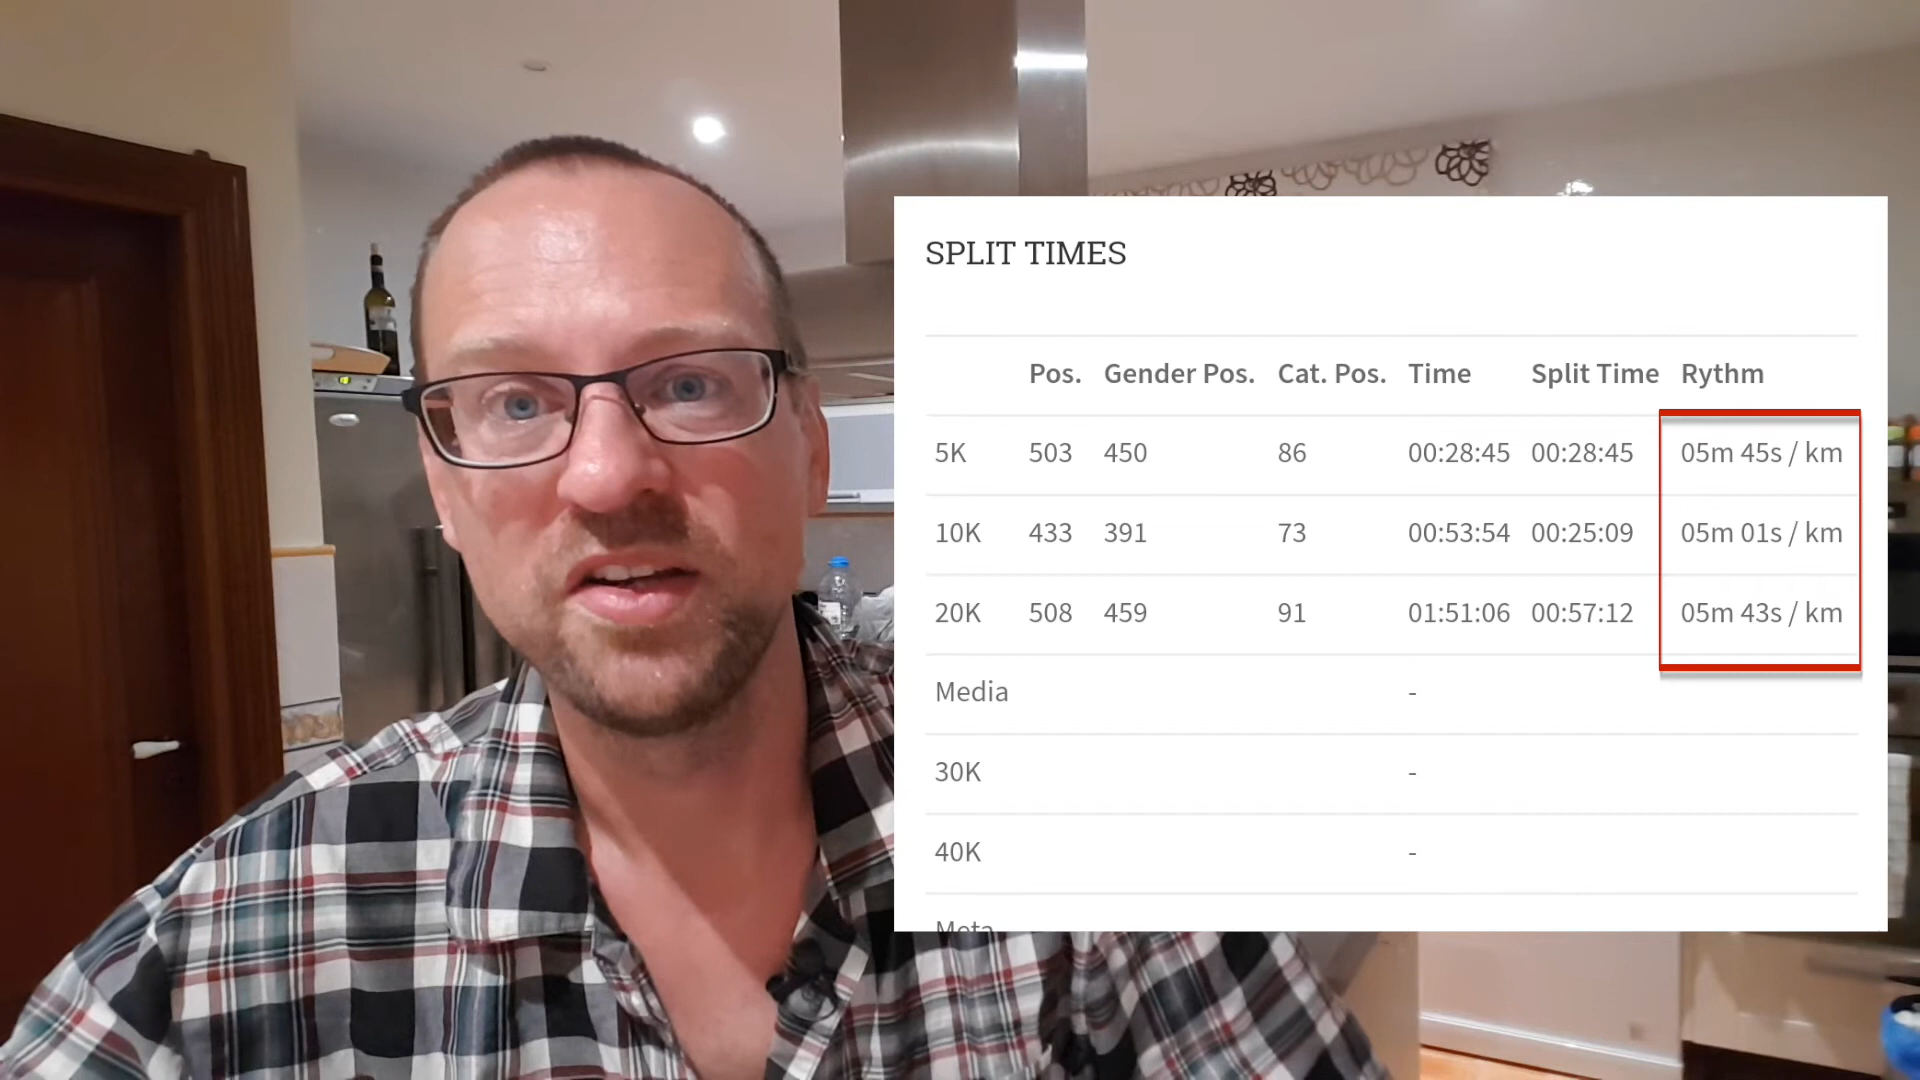 SPLIT TIMES
Pos. Gender Pos. Cat. Pos. Time Split Time Rythm
5K 503 450 86 00:28:45 00:28:45 05m 45s / km
10K 433 391 73 00:53:54 00:25:09 05m 01s / km
20K 508 459 91 01:51:06 00:57:12 05m 43s / km
Media -
30K -
40K -
Meta